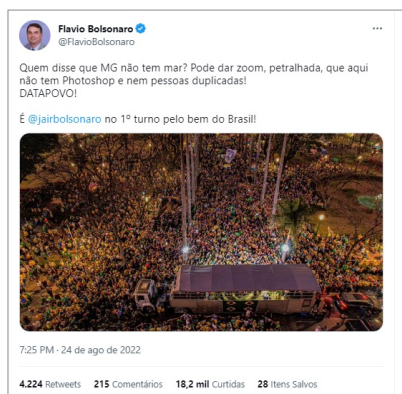 Flavio Bolsonaro
@FlavioBolsonaro
Quem disse que MG não tem mar? Pode dar zoom, petralhada, que aqui
não tem Photoshop e nem pessoas duplicadas!
DATAPOVO!
É @jairbolsonaro no 1º turno pelo bem do Brasil!
7:25 PM · 24 de ago de 2022
4.224 Retweets 215 Comentários 18,2 mil Curtidas 28 Itens Salvos